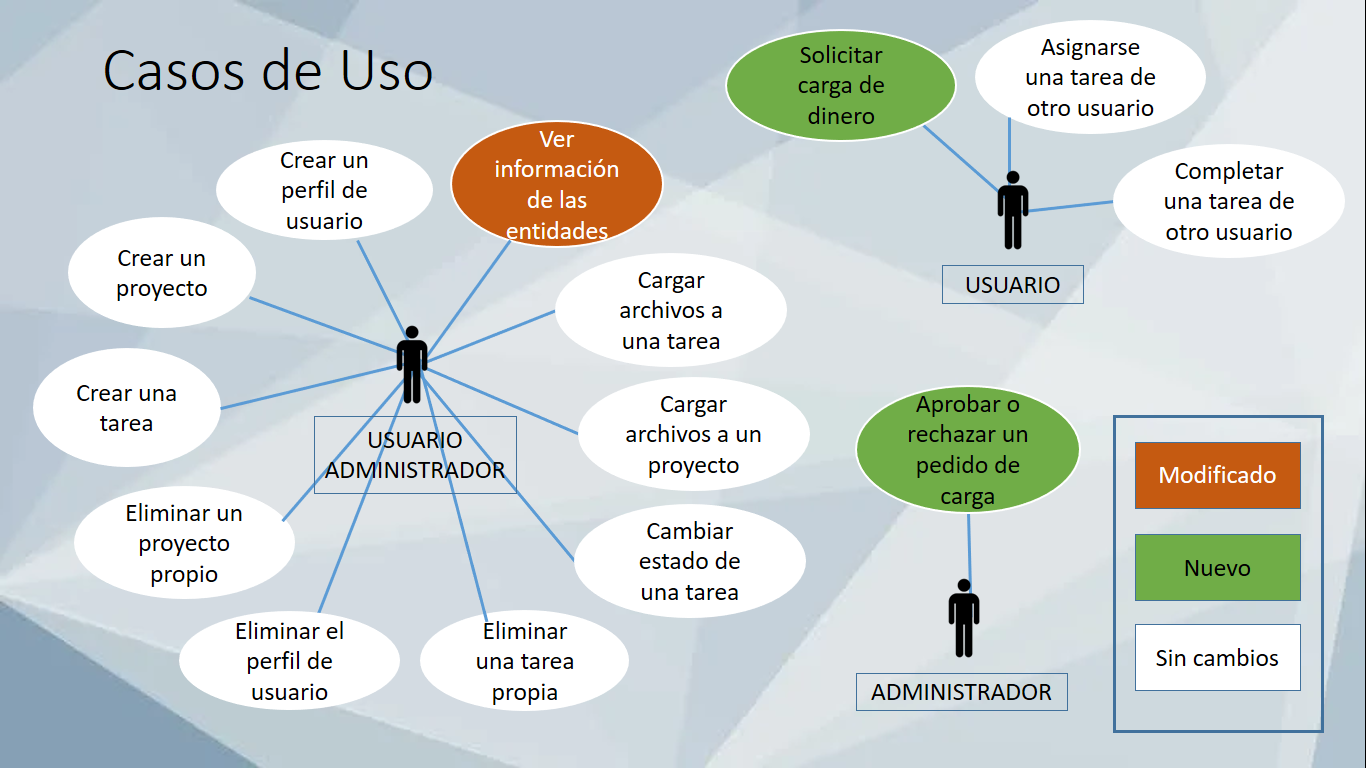 Casos de Uso
Solicitar
carga de
dinero
Asignarse
una tarea de
otro usuario
Completar
una tarea de
otro usuario
USUARIO
Ver
información
de las
entidades
Crear un
perfil de
usuario
Crear un
proyecto
Crear una
tarea
Cargar
archivos a
una tarea
Cargar
archivos a un
proyecto
Cambiar
estado de
una tarea
USUARIO
ADMINISTRADOR
Eliminar un
proyecto
propio
Eliminar el
perfil de
usuario
Eliminar
una tarea
propia
Aprobar o
rechazar un
pedido de
carga
ADMINISTRADOR
Modificado
Nuevo
Sin cambios